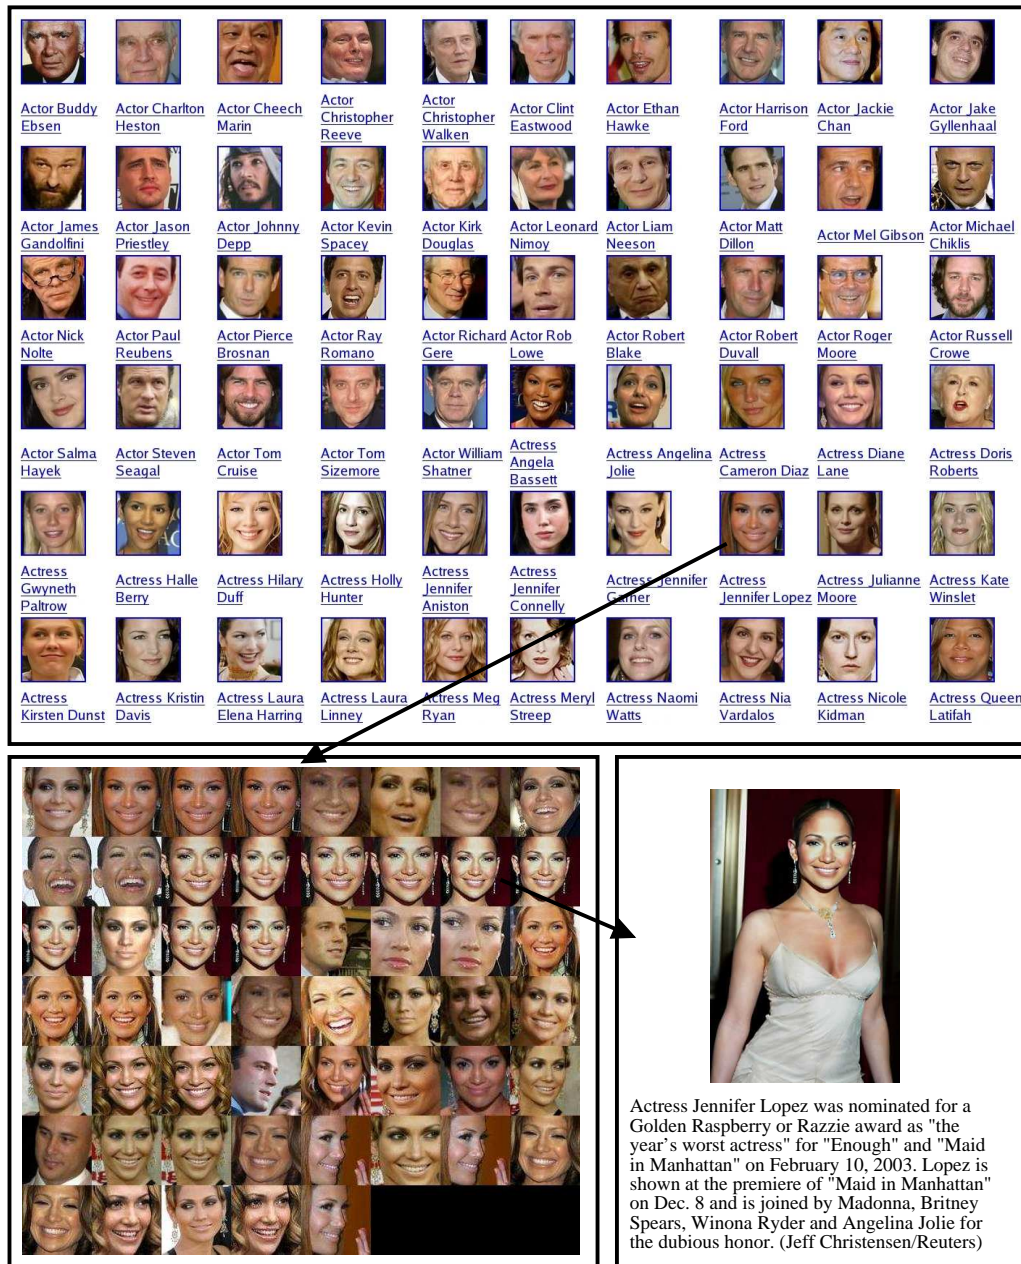 Actor Buddy Ebsen
Actor Charlton Heston
Actor Cheech Marin
Actor Christopher Reeve
Actor Christopher Walken
Actor Clint Eastwood
Actor Ethan Hawke
Actor Harrison Ford
Actor Jackie Chan
Actor Jake Gyllenhaal
Actor James Gandolfini
Actor Jason Priestley
Actor Johnny Depp
Actor Kevin Spacey
Actor Kirk Douglas
Actor Leonard Nimoy
Actor Liam Neeson
Actor Matt Dillon
Actor Mel Gibson
Actor Michael Chiklis
Actor Nick Nolte
Actor Paul Reubens
Actor Pierce Brosnan
Actor Ray Romano
Actor Richard Gere
Actor Rob Lowe
Actor Robert Blake
Actor Robert Duvall
Actor Roger Moore
Actor Russell Crowe
Actor Salma Hayek
Actor Steven Seagal
Actor Tom Cruise
Actor Tom Sizemore
Actor William Shatner
Actress Angela Bassett
Actress Angelina Jolie
Actress Cameron Diaz
Actress Diane Lane
Actress Doris Roberts
Actress Gwyneth Paltrow
Actress Halle Berry
Actress Hilary Duff
Actress Holly Hunter
Actress Jennifer Aniston
Actress Jennifer Connelly
Actress Jennifer Garner
Actress Jennifer Lopez
Actress Julianne Moore
Actress Kate Winslet
Actress Kirsten Dunst
Actress Kristin Davis
Actress Laura Elena Harring
Actress Laura Linney
Actress Meg Ryan
Actress Meryl Streep
Actress Naomi Watts
Actress Nia Vardalos
Actress Nicole Kidman
Actress Queen Latifah
Actress Jennifer Lopez was nominated for a
Golden Raspberry or Razzie award as "the
year's worst actress" for "Enough" and "Maid
in Manhattan" on February 10, 2003. Lopez is
shown at the premiere of "Maid in Manhattan"
on Dec. 8 and is joined by Madonna, Britney
Spears, Winona Ryder and Angelina Jolie for
the dubious honor. (Jeff Christensen/Reuters)